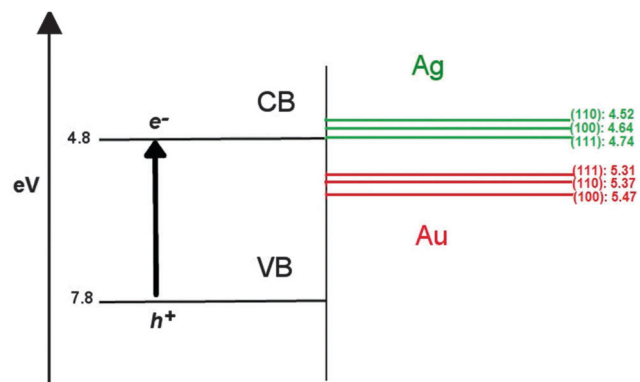 Ag
CB
e-
(110): 4.52
(100): 4.64
(111): 4.74
4.8
eV
(111): 5.31
(110): 5.37
(100): 5.47
Au
VB
7.8
h+